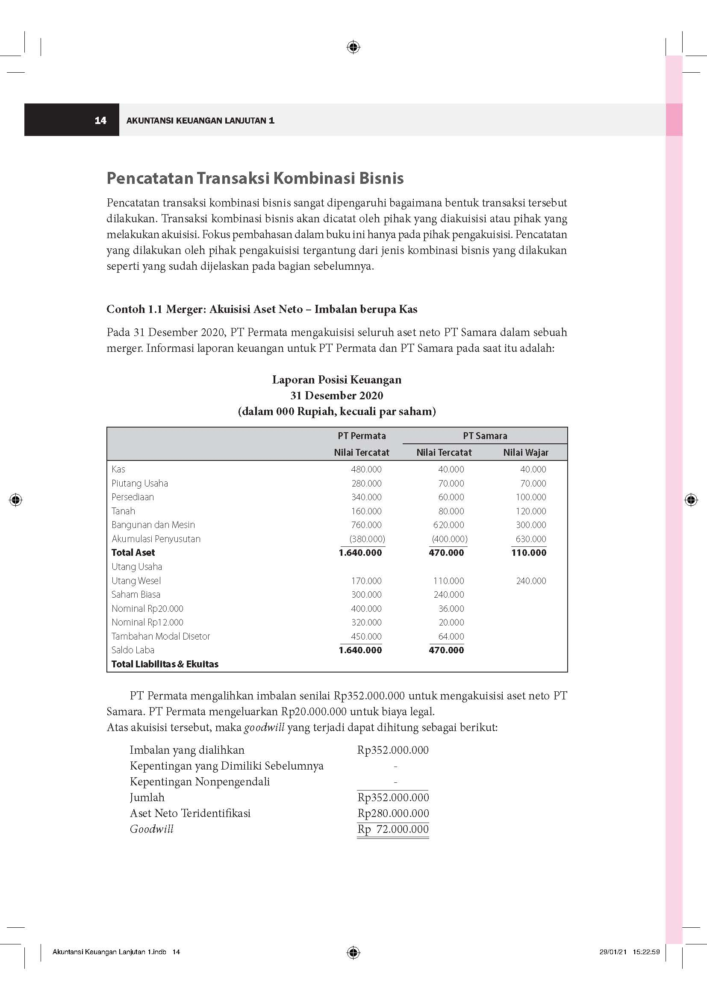 14 AKUNTANSI KEUANGAN LANJUTAN 1
Pencatatan Transaksi Kombinasi Bisnis
Pencatatan transaksi kombinasi bisnis sangat dipengaruhi bagaimana bentuk transaksi tersebut
dilakukan. Transaksi kombinasi bisnis akan dicatat oleh pihak yang diakuisisi atau pihak yang
melakukan akuisisi. Fokus pembahasan dalam buku ini hanya pada pihak pengakuisisi. Pencatatan
yang dilakukan oleh pihak pengakuisisi tergantung dari jenis kombinasi bisnis yang dilakukan
seperti yang sudah dijelaskan pada bagian sebelumnya.
Contoh 1.1 Merger: Akuisisi Aset Neto – Imbalan berupa Kas
Pada 31 Desember 2020, PT Permata mengakuisisi seluruh aset neto PT Samara dalam sebuah
merger. Informasi laporan keuangan untuk PT Permata dan PT Samara pada saat itu adalah:
Laporan Posisi Keuangan
31 Desember 2020
(dalam 000 Rupiah, kecuali par saham)
PT Permata PT Samara
Nilai Tercatat Nilai Tercatat Nilai Wajar
Kas 480.000 40.000 40.000
Piutang Usaha 280.000 70.000 70.000
Persediaan 340.000 60.000 100.000
Tanah 160.000 80.000 120.000
Bangunan dan Mesin 760.000 620.000 300.000
Akumulasi Penyusutan (380.000) (400.000) 630.000
Total Aset 1.640.000 470.000 110.000
Utang Usaha
Utang Wesel 170.000 110.000 240.000
Saham Biasa 300.000 240.000
Nominal Rp20.000 400.000 36.000
Nominal Rp12.000 320.000 20.000
Tambahan Modal Disetor 450.000 64.000
Saldo Laba 1.640.000 470.000
Total Liabilitas & Ekuitas
PT Permata mengalihkan imbalan senilai Rp352.000.000 untuk mengakuisisi aset neto PT
Samara. PT Permata mengeluarkan Rp20.000.000 untuk biaya legal.
Atas akuisisi tersebut, maka goodwill yang terjadi dapat dihitung sebagai berikut:
Imbalan yang dialihkan Rp352.000.000
Kepentingan yang Dimiliki Sebelumnya -
Kepentingan Nonpengendali -
Jumlah Rp352.000.000
Aset Neto Teridentifikasi Rp280.000.000
Goodwill Rp 72.000.000
Akuntansi Keuangan Lanjutan 1.indb 14 29/01/21 15:22:59